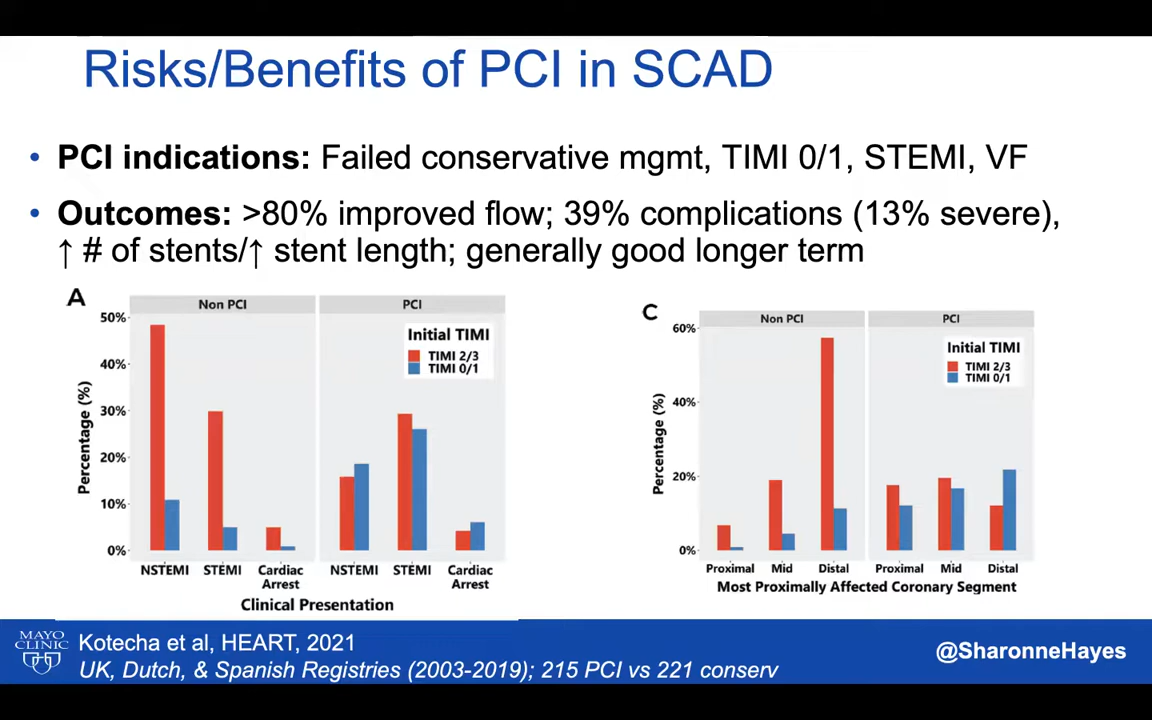 Risks/Benefits of PCI in SCAD
• PCI indications: Failed conservative mgmt, TIMI 0/1, STEMI, VF
• Outcomes: >80% improved flow; 39% complications (13% severe),
↑ # of stents/↑ stent length; generally good longer term
A
Non PCI
PCI
50%
40%
30%
20%
10%
0%
Percentage (%)
Initial TIMI
TIMI 2/3
TIMI 0/1
NSTEMI STEMI Cardiac
Arrest
NSTEMI STEMI Cardiac
Arrest
Clinical Presentation
C
Non PCI
PCI
60%
40%
20%
0%
Percentage (%)
Initial TIMI
TIMI 2/3
TIMI 0/1
Proximal Mid Distal
Proximal Mid Distal
Most Proximally Affected Coronary Segment
MAYO
CLINIC
Kotecha et al, HEART, 2021
UK, Dutch, & Spanish Registries (2003-2019); 215 PCI vs 221 conserv
@SharonneHayes